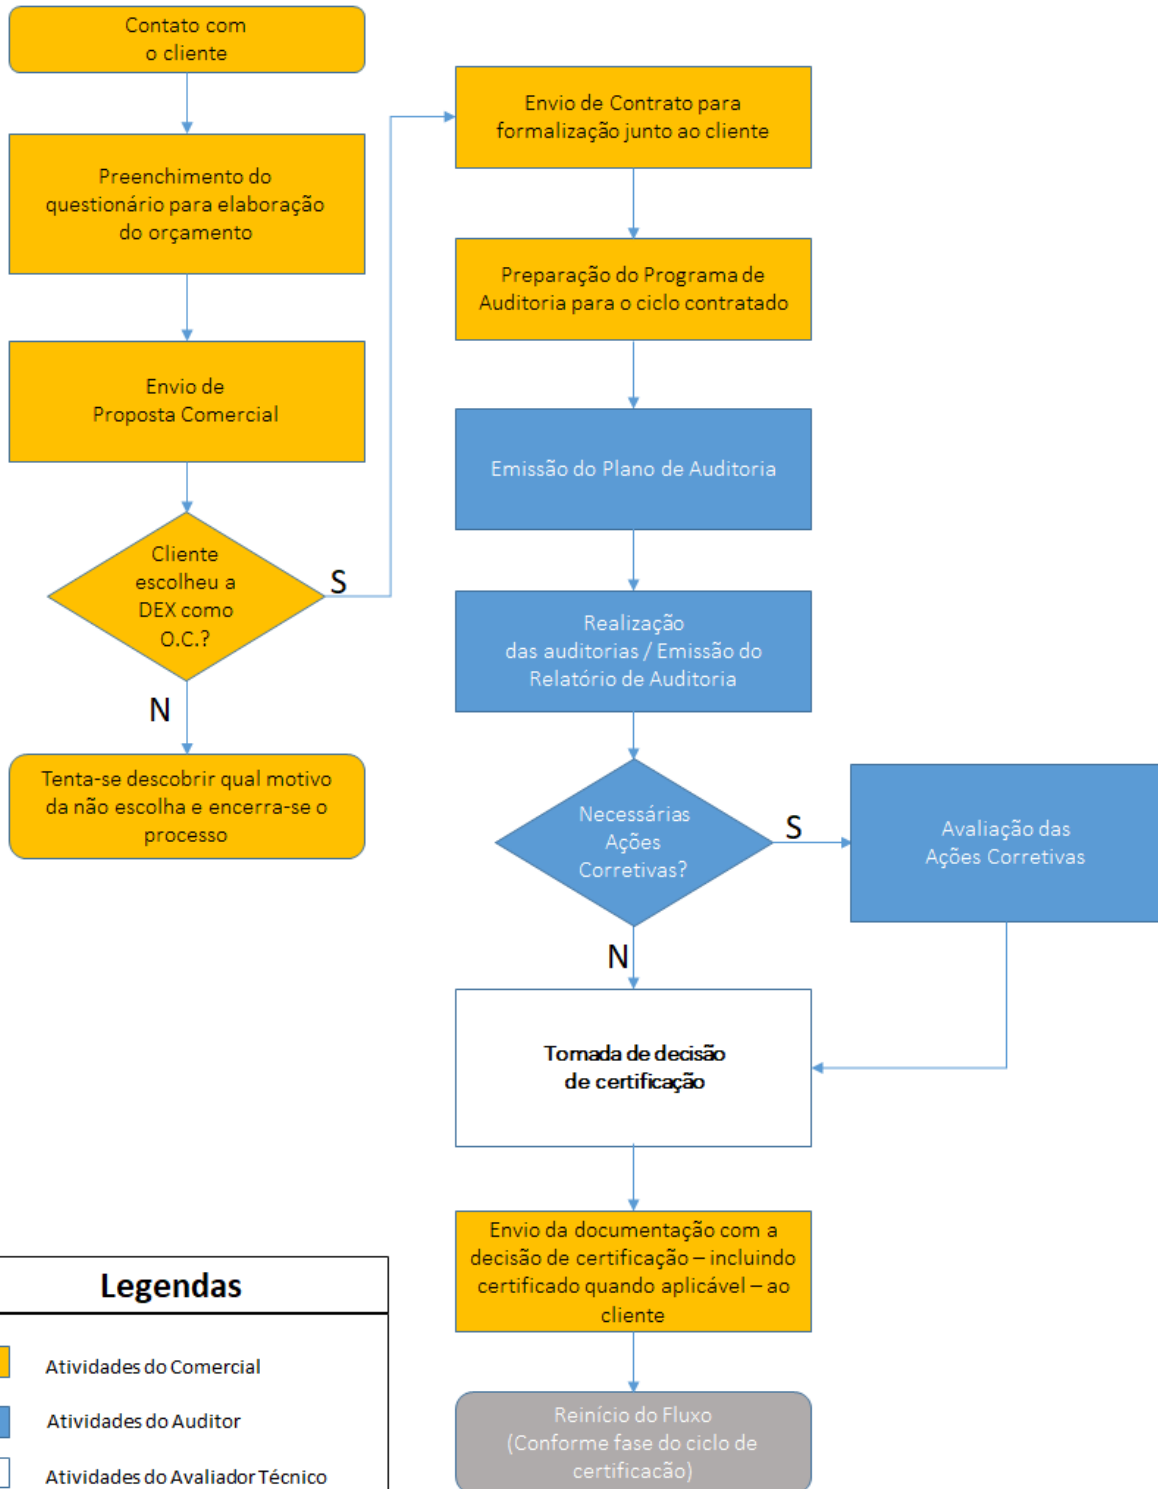 Contato com
o cliente
Preenchimento do
questionário para elaboração
do orçamento
Envio de
Proposta Comercial
Cliente
escolheu a
DEX como
O.C.?
S
N
Tenta-se descobrir qual motivo
da não escolha e encerra-se o
processo
Envio de Contrato para
formalização junto ao cliente
Preparação do Programa de
Auditoria para o ciclo contratado
Emissão do Plano de Auditoria
Realização
das auditorias / Emissão do
Relatório de Auditoria
Necessárias
Ações
Corretivas?
S
Avaliação das
Ações Corretivas
N
Tomada de decisão
de certificação
Envio da documentação com a
decisão de certificação – incluindo
certificado quando aplicável – ao
cliente
Reinício do Fluxo
(Conforme fase do ciclo de
certificacão)
Legendas
Atividades do Comercial
Atividades do Auditor
Atividades do Avaliador Técnico